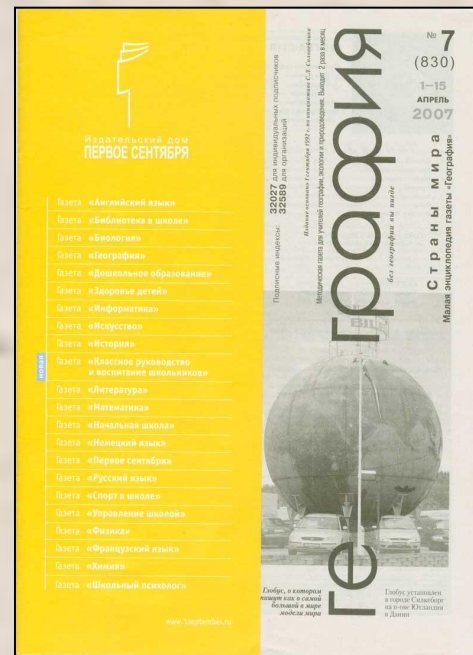 Издательский дом
ПЕРВОЕ СЕНТЯБРЯ
Газета «Английский язык»
Газета «Библиотека в школе»
Газета «Биология»
Газета «География»
Газета «Дошкольное образование»
Газета «Здоровье детей»
Газета «Информатика»
Газета «Искусство»
Газета «История»
НОВАЯ
Газета «Классное руководство
и воспитание школьников»
Газета «Литература»
Газета «Математика»
Газета «Начальная школа»
Газета «Немецкий язык»
Газета «Первое сентября»
Газета «Русский язык»
Газета «Спорт в школе»
Газета «Управление школой»
Газета «Физика»
Газета «Французский язык»
Газета «Химия»
Газета «Школьный психолог»
www.1september.ru
Подписные индексы: 32027 для индивидуальных подписчиков
32589 для организаций
Издание основано 1 сентября 1992 г. по инициативе С.Л. Соловейчика
Методическая газета для учителей географии, экологии и природоведения. Выходит 2 раза в месяц
География
без географии вы нигде
№ 7
(830)
1–15
АПРЕЛЬ
2007
Страны мира
Малая энциклопедия газеты «География»
Глобус, о котором
пишут как о самой
большой в мире
модели мира
Глобус установлен
в городе Силькеборг
на п-ове Ютландия
в Дании